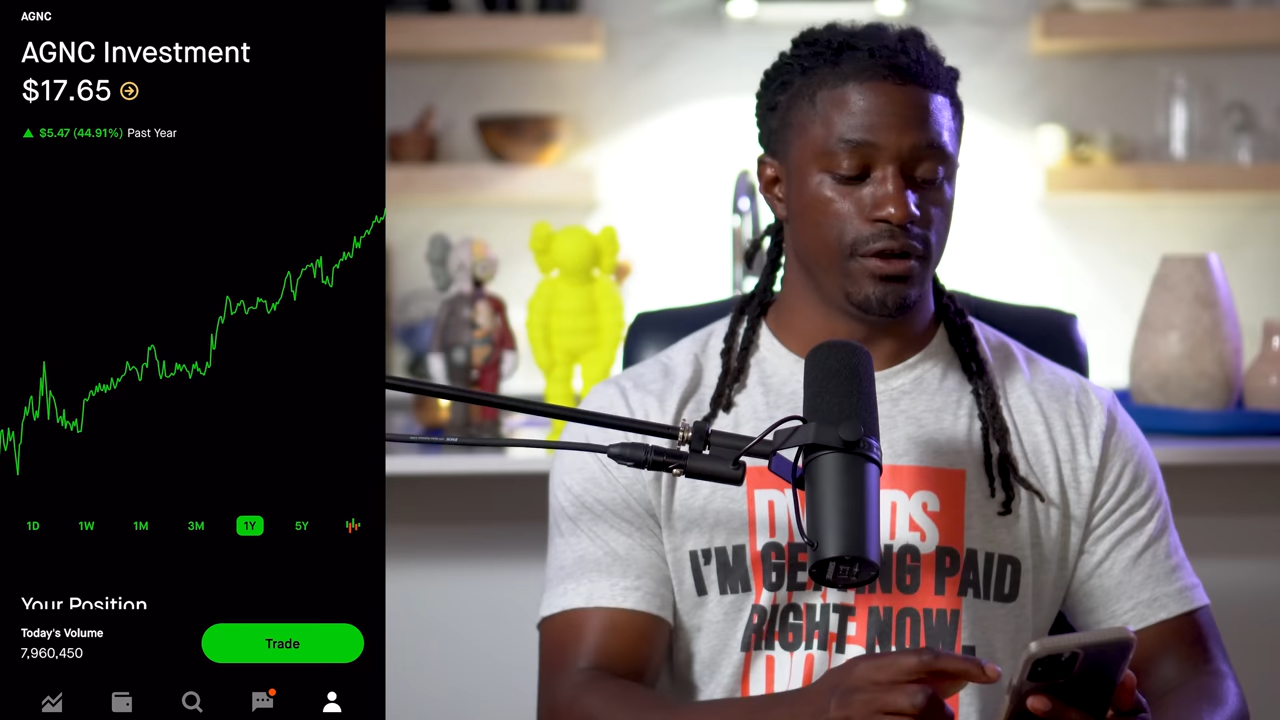 AGNC
AGNC Investment
$17.65
$5.47 (44.91%) Past Year
1D 1W 1M 3M 1Y 5Y
Your Position
Today's Volume
7,960,450
Trade
I'M PAID
RIGHT NOW.